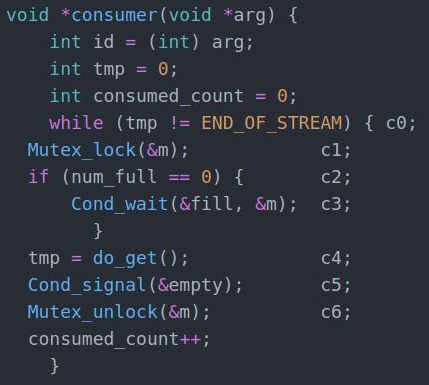 void *consumer(void *arg) {
    int id = (int) arg;
    int tmp = 0;
    int consumed_count = 0;
    while (tmp != END_OF_STREAM) { c0;
  Mutex_lock(&m);            c1;
  if (num_full == 0) {       c2;
      Cond_wait(&fill, &m);  c3;
        }
  tmp = do_get();            c4;
  Cond_signal(&empty);       c5;
  Mutex_unlock(&m);          c6;
  consumed_count++;
    }